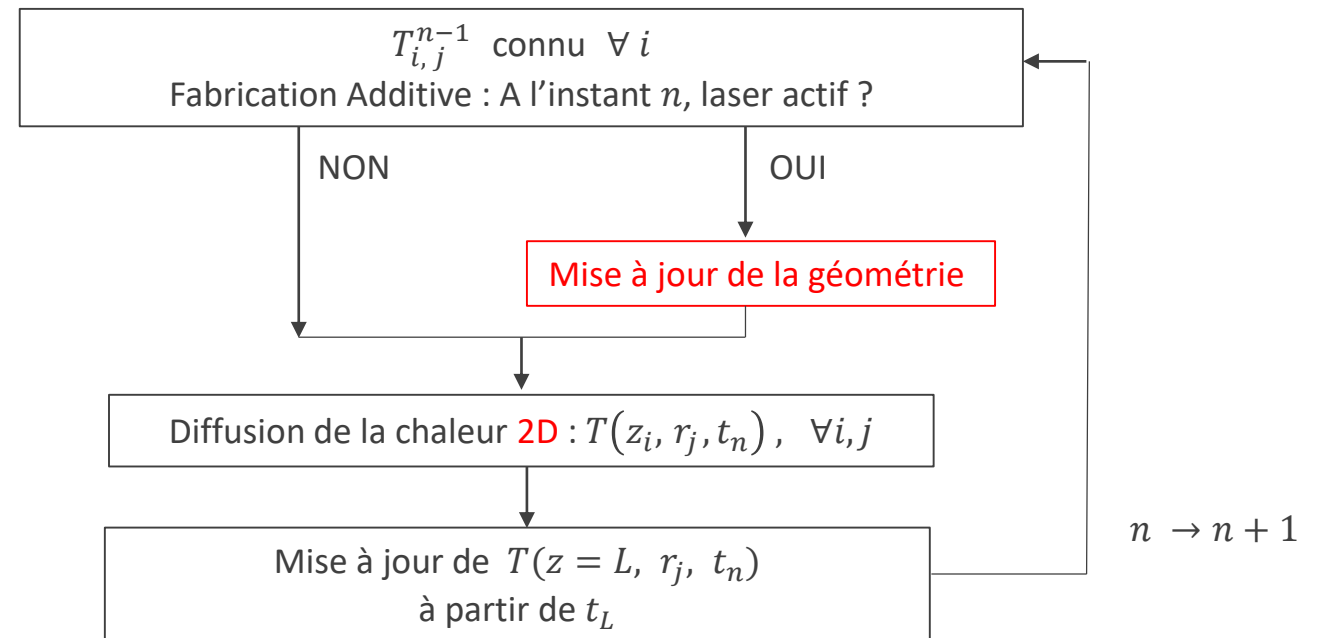 $T_{i,j}^{n-1}$ connu ∀ $i$
Fabrication Additive : A l’instant $n$, laser actif ?
NON
OUI
Mise à jour de la géométrie
Diffusion de la chaleur 2D : $T(z_i, r_j, t_n)$ , ∀$i, j$
Mise à jour de $T(z = L, r_j, t_n)$
à partir de $t_L$
$n → n + 1$